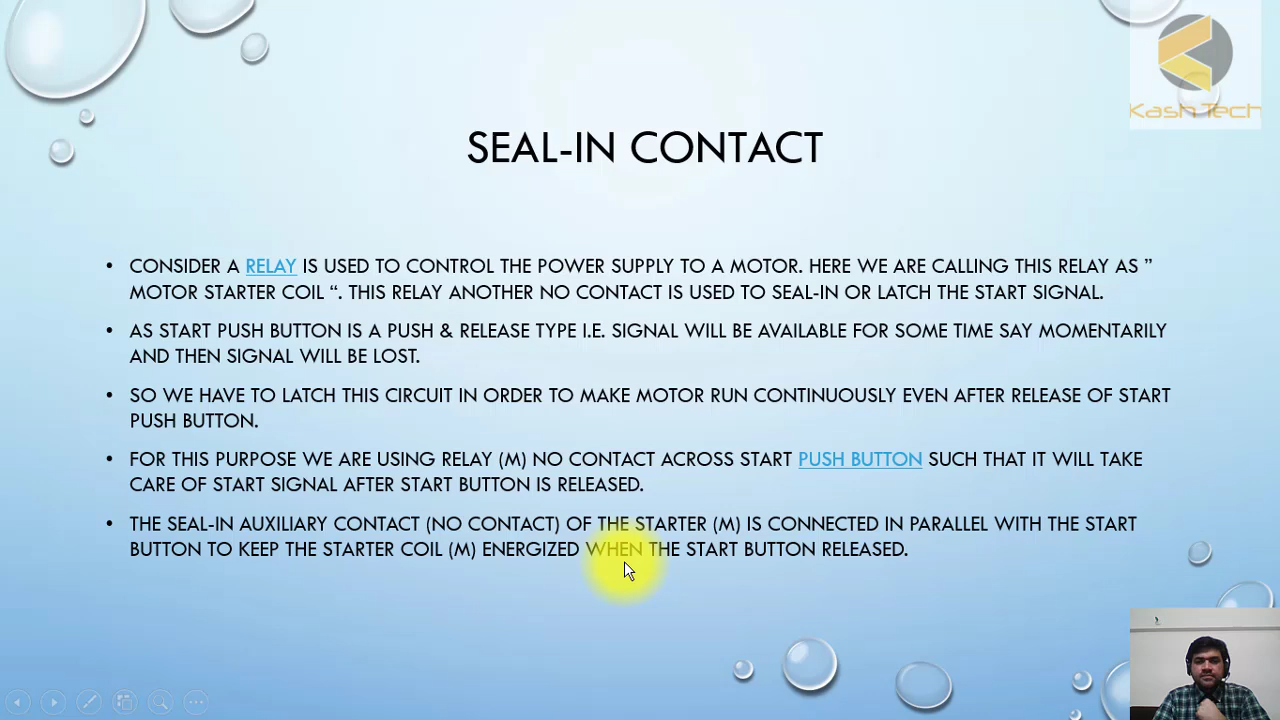 Kash Tech
SEAL-IN CONTACT
• CONSIDER A RELAY IS USED TO CONTROL THE POWER SUPPLY TO A MOTOR. HERE WE ARE CALLING THIS RELAY AS ”
MOTOR STARTER COIL “. THIS RELAY ANOTHER NO CONTACT IS USED TO SEAL-IN OR LATCH THE START SIGNAL.
• AS START PUSH BUTTON IS A PUSH & RELEASE TYPE I.E. SIGNAL WILL BE AVAILABLE FOR SOME TIME SAY MOMENTARILY
AND THEN SIGNAL WILL BE LOST.
• SO WE HAVE TO LATCH THIS CIRCUIT IN ORDER TO MAKE MOTOR RUN CONTINUOUSLY EVEN AFTER RELEASE OF START
PUSH BUTTON.
• FOR THIS PURPOSE WE ARE USING RELAY (M) NO CONTACT ACROSS START PUSH BUTTON SUCH THAT IT WILL TAKE
CARE OF START SIGNAL AFTER START BUTTON IS RELEASED.
• THE SEAL-IN AUXILIARY CONTACT (NO CONTACT) OF THE STARTER (M) IS CONNECTED IN PARALLEL WITH THE START
BUTTON TO KEEP THE STARTER COIL (M) ENERGIZED WHEN THE START BUTTON RELEASED.